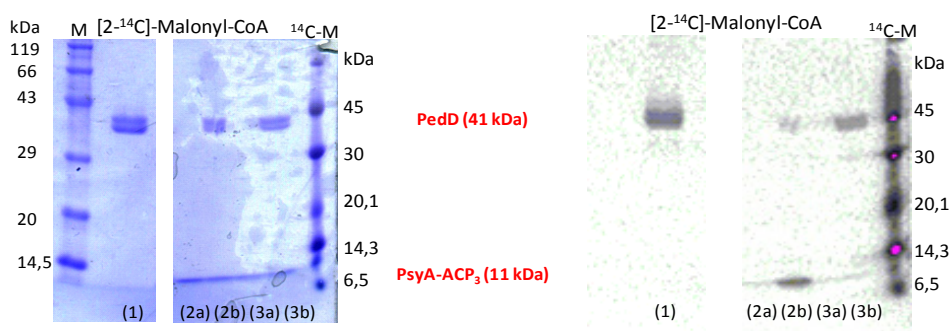 kDa M [2-¹⁴C]-Malonyl-CoA ¹⁴C-M
119
66
43
29
20
14,5
kDa
45
30
20,1
14,3
6,5
(1) (2a) (2b) (3a) (3b)
PedD (41 kDa)
PsyA-ACP₃ (11 kDa)
[2-¹⁴C]-Malonyl-CoA ¹⁴C-M
kDa
45
30
20,1
14,3
6,5
(1) (2a) (2b) (3a) (3b)